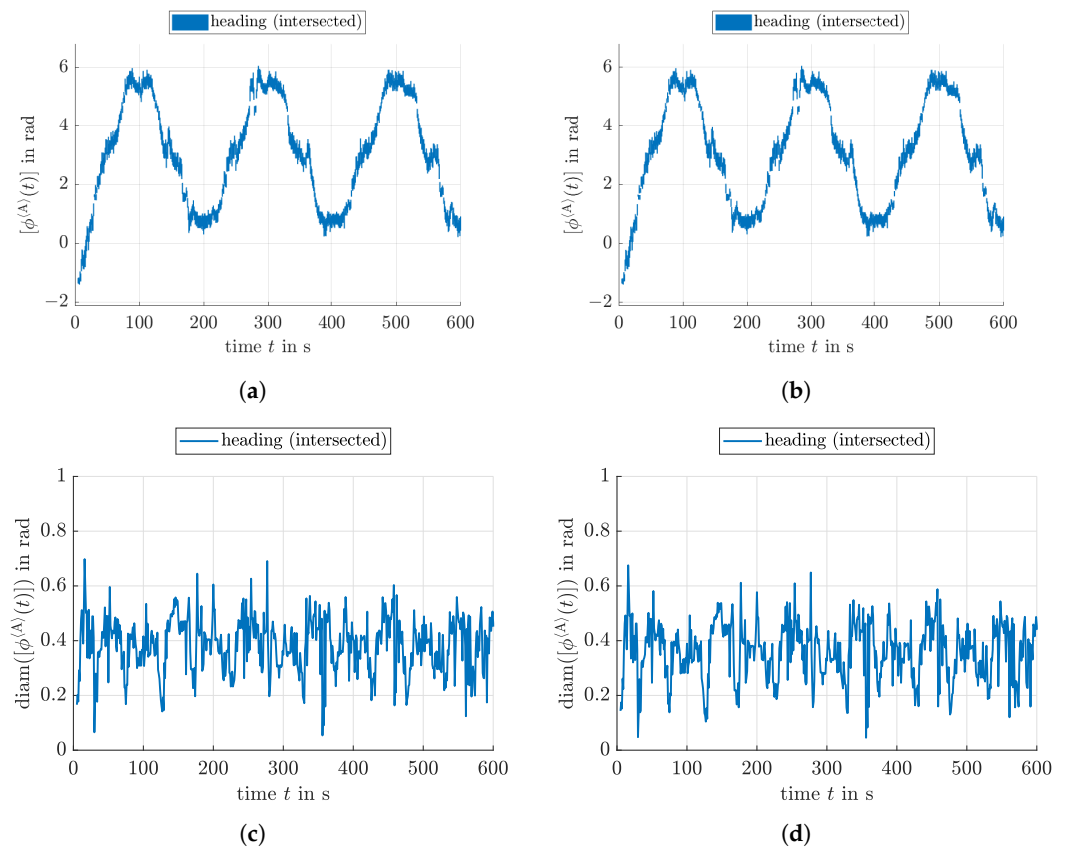 heading (intersected)
[ϕ⟨A⟩(t)] in rad
6
4
2
0
−2
0 100 200 300 400 500 600
time t in s
(a)
heading (intersected)
[ϕ⟨A⟩(t)] in rad
6
4
2
0
−2
0 100 200 300 400 500 600
time t in s
(b)
heading (intersected)
diam([ϕ⟨A⟩(t)]) in rad
1
0.8
0.6
0.4
0.2
0
0 100 200 300 400 500 600
time t in s
(c)
heading (intersected)
diam([ϕ⟨A⟩(t)]) in rad
1
0.8
0.6
0.4
0.2
0
0 100 200 300 400 500 600
time t in s
(d)